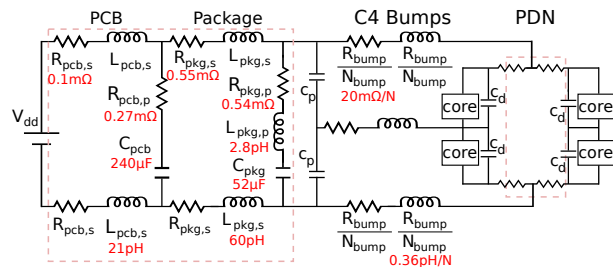 PCB Package C4 Bumps PDN
R_pcb,s L_pcb,s R_pkg,s L_pkg,s R_bump R_bump
0.1mΩ 0.55mΩ N_bump N_bump
20mΩ/N
R_pcb,p R_pkg,p c_p
0.27mΩ 0.54mΩ
V_dd
L_pkg,p
2.8pH
core c_d c_d core
C_pcb C_pkg c_p
240μF 52μF
core c_d c_d core
R_pcb,s L_pcb,s R_pkg,s L_pkg,s R_bump R_bump
21pH 60pH N_bump N_bump
0.36pH/N